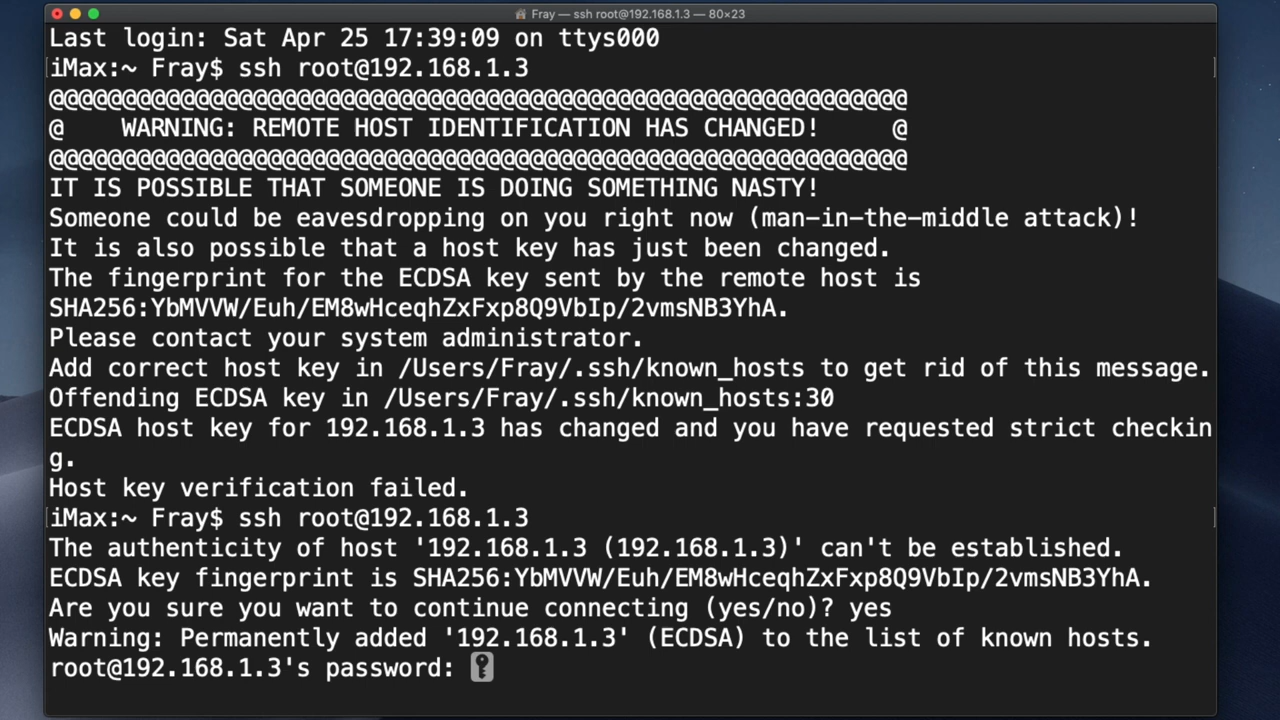 Fray — ssh root@192.168.1.3 — 80×23
Last login: Sat Apr 25 17:39:09 on ttys000
iMax:~ Fray$ ssh root@192.168.1.3
@@@@@@@@@@@@@@@@@@@@@@@@@@@@@@@@@@@@@@@@@@@@@@@@@@@@@@@@@@@
@    WARNING: REMOTE HOST IDENTIFICATION HAS CHANGED!     @
@@@@@@@@@@@@@@@@@@@@@@@@@@@@@@@@@@@@@@@@@@@@@@@@@@@@@@@@@@@
IT IS POSSIBLE THAT SOMEONE IS DOING SOMETHING NASTY!
Someone could be eavesdropping on you right now (man-in-the-middle attack)!
It is also possible that a host key has just been changed.
The fingerprint for the ECDSA key sent by the remote host is
SHA256:YbMVVW/Euh/EM8wHceqhZxFxp8Q9VbIp/2vmsNB3YhA.
Please contact your system administrator.
Add correct host key in /Users/Fray/.ssh/known_hosts to get rid of this message.
Offending ECDSA key in /Users/Fray/.ssh/known_hosts:30
ECDSA host key for 192.168.1.3 has changed and you have requested strict checkin
g.
Host key verification failed.
iMax:~ Fray$ ssh root@192.168.1.3
The authenticity of host '192.168.1.3 (192.168.1.3)' can't be established.
ECDSA key fingerprint is SHA256:YbMVVW/Euh/EM8wHceqhZxFxp8Q9VbIp/2vmsNB3YhA.
Are you sure you want to continue connecting (yes/no)? yes
Warning: Permanently added '192.168.1.3' (ECDSA) to the list of known hosts.
root@192.168.1.3's password: